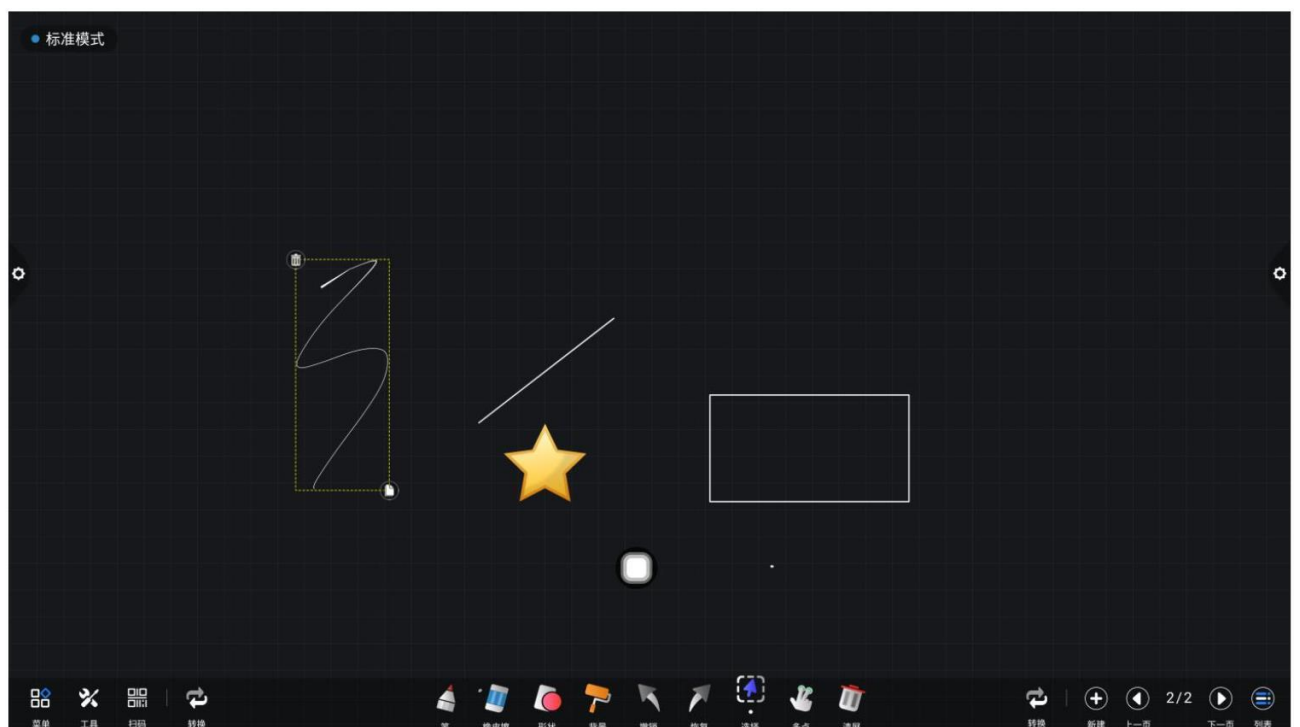 标准模式
菜单 工具 扫码 转换 笔 橡皮擦 形状 背景 撤销 恢复 选择 多点 清屏 转换 新建 上一页 2/2 下一页 列表